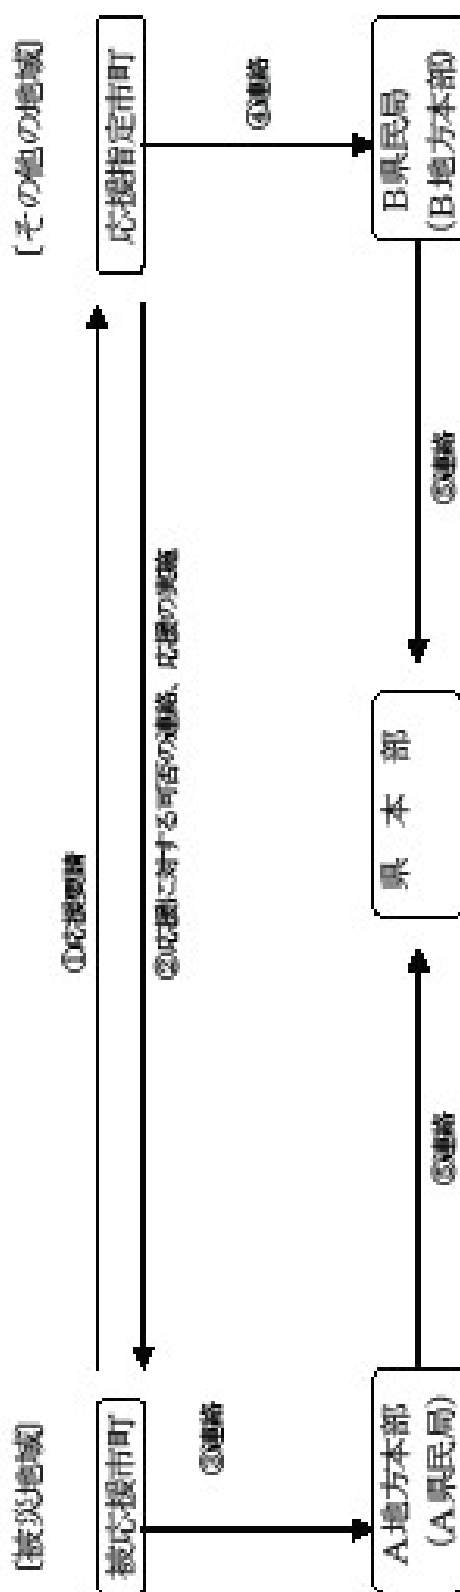 [被災地域]
[その他の地域]
①応援要請
被応援市町
応援指定市町
②応援に対する可否の連絡、応援の実施
③連絡
④連絡
A地方本部
(A県民局)
県 本 部
B県民局
(B地方本部)
⑤連絡
⑤連絡